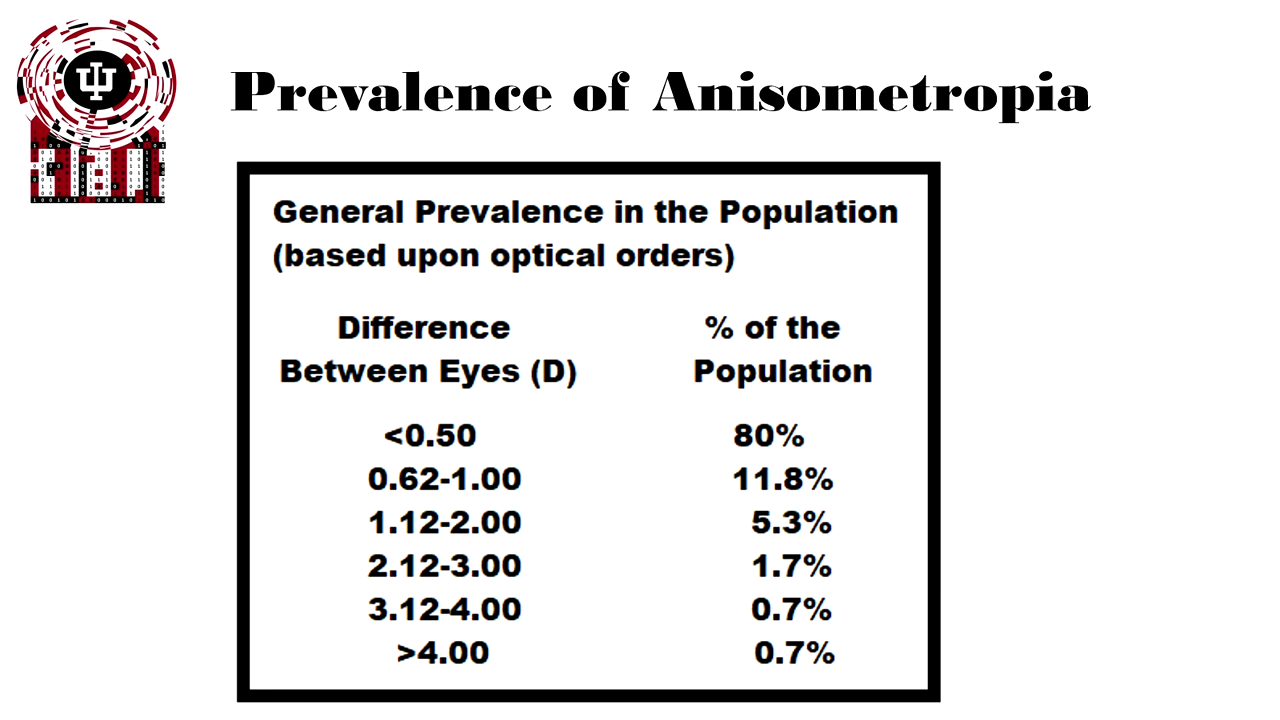 Prevalence of Anisometropia
General Prevalence in the Population
(based upon optical orders)
Difference % of the
Between Eyes (D) Population
<0.50 80%
0.62-1.00 11.8%
1.12-2.00 5.3%
2.12-3.00 1.7%
3.12-4.00 0.7%
>4.00 0.7%